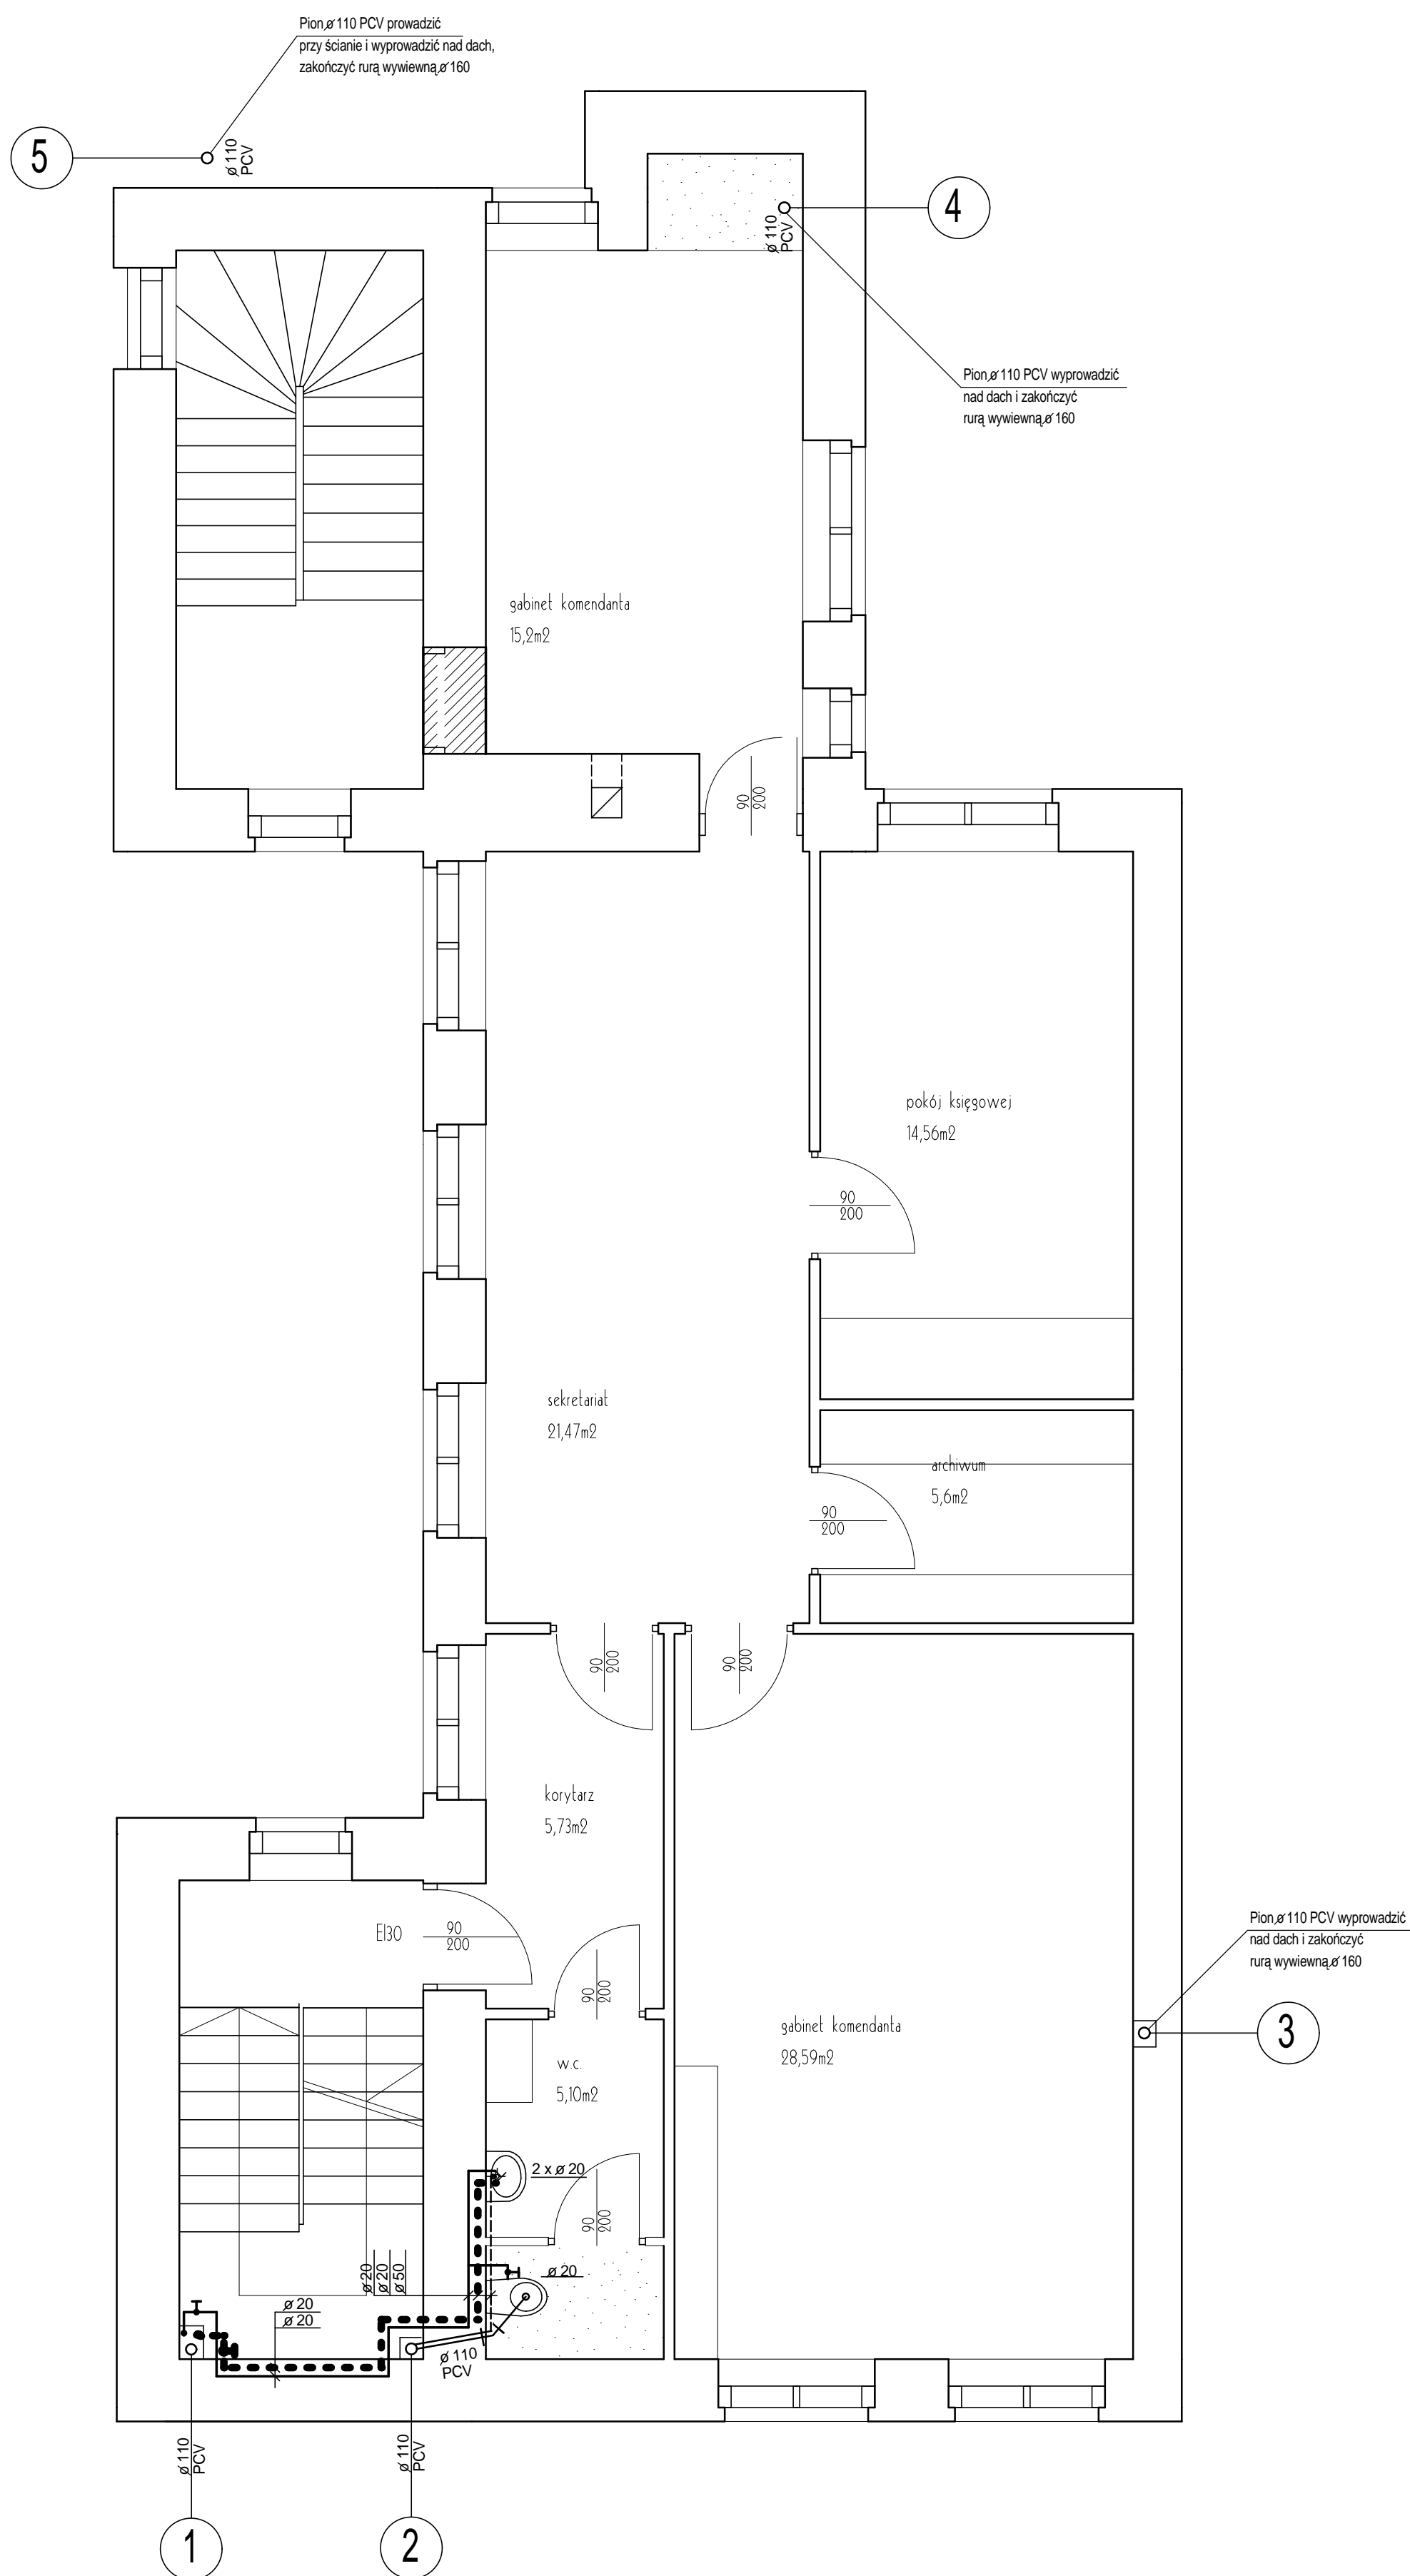 Pion ø 110 PCV prowadzić
przy ścianie i wyprowadzić nad dach,
zakończyć rurą wywiewną ø 160
5
ø 110
PCV
4
ø 110
PCV
Pion ø 110 PCV wyprowadzić
nad dach i zakończyć
rurą wywiewną ø 160
gabinet komendanta
15,2m2
90
200
pokój księgowej
14,56m2
90
200
sekretariat
21,47m2
archiwum
5,6m2
90
200
90
200
90
200
korytarz
5,73m2
EI30
90
200
90
200
Pion ø 110 PCV wyprowadzić
nad dach i zakończyć
rurą wywiewną ø 160
3
gabinet komendanta
28,59m2
w.c.
5,10m2
2 x ø 20
90
200
ø 20
ø 20
ø 50
ø 20
ø 20
ø 20
ø 110
PCV
ø 110
PCV
ø 110
PCV
1
2